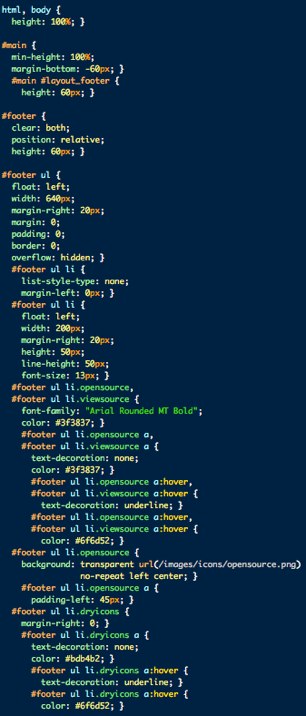 html, body {
height: 100%; }
#main {
min-height: 100%;
margin-bottom: -60px; }
#main #layout_footer {
height: 60px; }
#footer {
clear: both;
position: relative;
height: 60px; }
#footer ul {
float: left;
width: 640px;
margin-right: 20px;
margin: 0;
padding: 0;
border: 0;
overflow: hidden; }
#footer ul li {
list-style-type: none;
margin-left: 0px; }
#footer ul li {
float: left;
width: 200px;
margin-right: 20px;
height: 50px;
line-height: 50px;
font-size: 13px; }
#footer ul li.opensource,
#footer ul li.viewsource {
font-family: "Arial Rounded MT Bold";
color: #3f3837; }
#footer ul li.opensource a,
#footer ul li.viewsource a {
text-decoration: none;
color: #3f3837; }
#footer ul li.opensource a:hover,
#footer ul li.viewsource a:hover {
text-decoration: underline; }
#footer ul li.opensource a:hover,
#footer ul li.viewsource a:hover {
color: #6f6d52; }
#footer ul li.opensource {
background: transparent url(/images/icons/opensource.png)
no-repeat left center; }
#footer ul li.opensource a {
padding-left: 45px; }
#footer ul li.dryicons {
margin-right: 0; }
#footer ul li.dryicons a {
text-decoration: none;
color: #bdb4b2; }
#footer ul li.dryicons a:hover {
text-decoration: underline; }
#footer ul li.dryicons a:hover {
color: #6f6d52; }